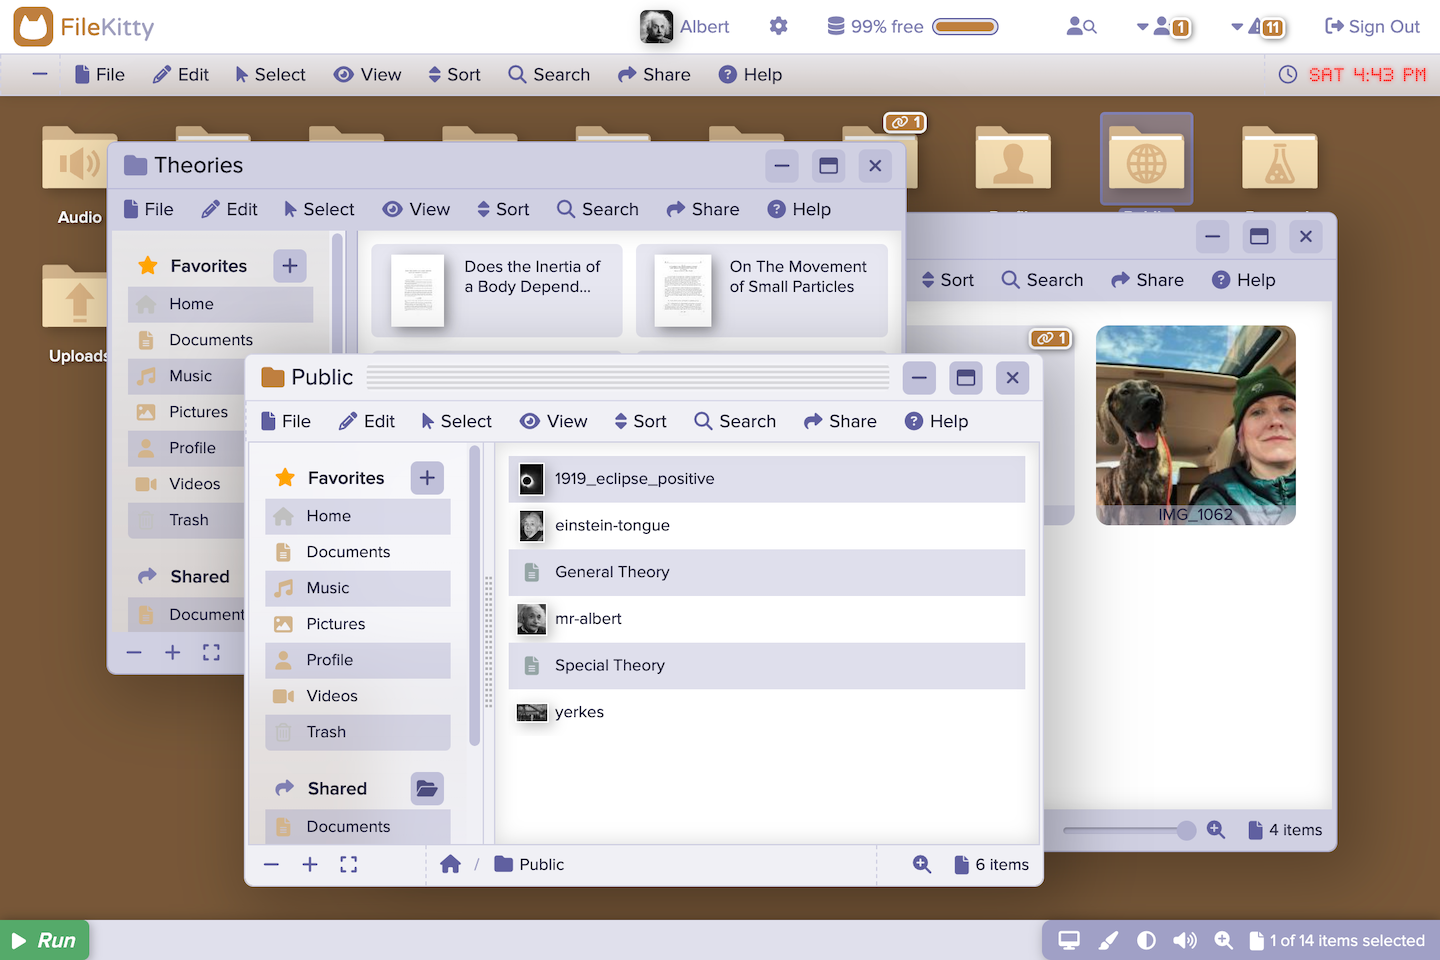 FileKitty
Albert
99% free
1
11
Sign Out
File
Edit
Select
View
Sort
Search
Share
Help
SAT 4:43 PM
1
Audio
Uploads
Theories
File
Edit
Select
View
Sort
Search
Share
Help
Favorites
Home
Documents
Music
Pictures
Profile
Videos
Trash
Shared
Document
Does the Inertia of
a Body Depend...
On The Movement
of Small Particles
Sort
Search
Share
Help
1
IMG_1062
4 items
Public
File
Edit
Select
View
Sort
Search
Share
Help
Favorites
Home
Documents
Music
Pictures
Profile
Videos
Trash
Shared
Documents
1919_eclipse_positive
einstein-tongue
General Theory
mr-albert
Special Theory
yerkes
/ Public
6 items
Run
1 of 14 items selected